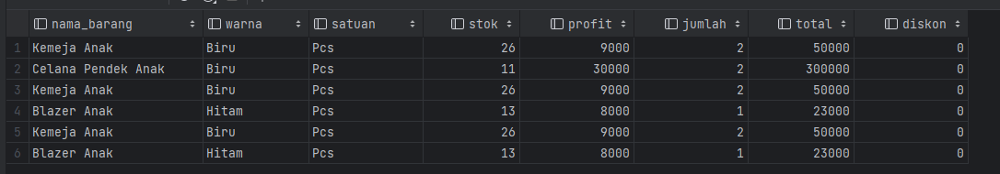 nama_barang warna satuan stok profit jumlah total diskon
1 Kemeja Anak Biru Pcs 26 9000 2 50000 0
2 Celana Pendek Anak Biru Pcs 11 30000 2 300000 0
3 Kemeja Anak Biru Pcs 26 9000 2 50000 0
4 Blazer Anak Hitam Pcs 13 8000 1 23000 0
5 Kemeja Anak Biru Pcs 26 9000 2 50000 0
6 Blazer Anak Hitam Pcs 13 8000 1 23000 0